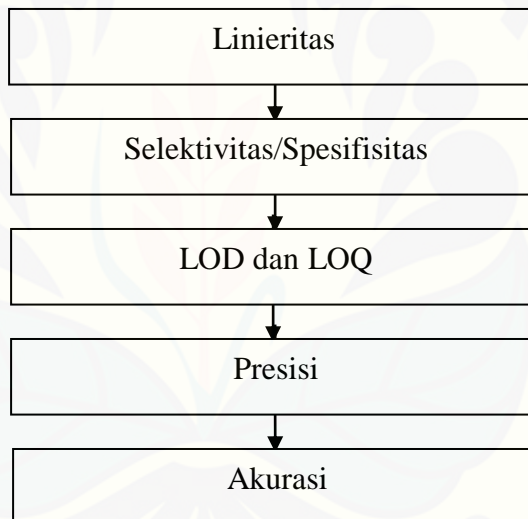 Linieritas
Selektivitas/Spesifisitas
LOD dan LOQ
Presisi
Akurasi